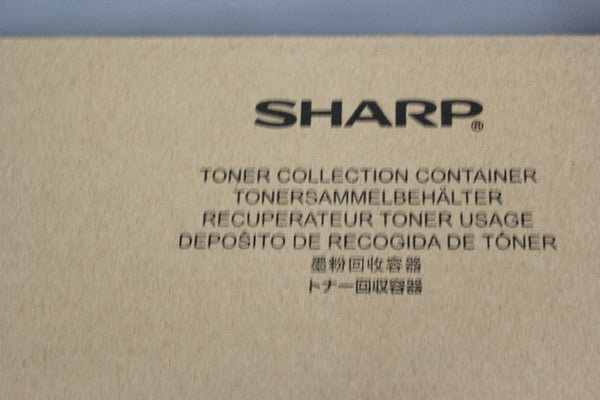 SHARP®
TONER COLLECTION CONTAINER
TONERSAMMELBEHÄLTER
RECUPERATEUR TONER USAGE
DEPOSITO DE RECOGIDA DE TÓNER
墨粉回收容器
トナー回収容器